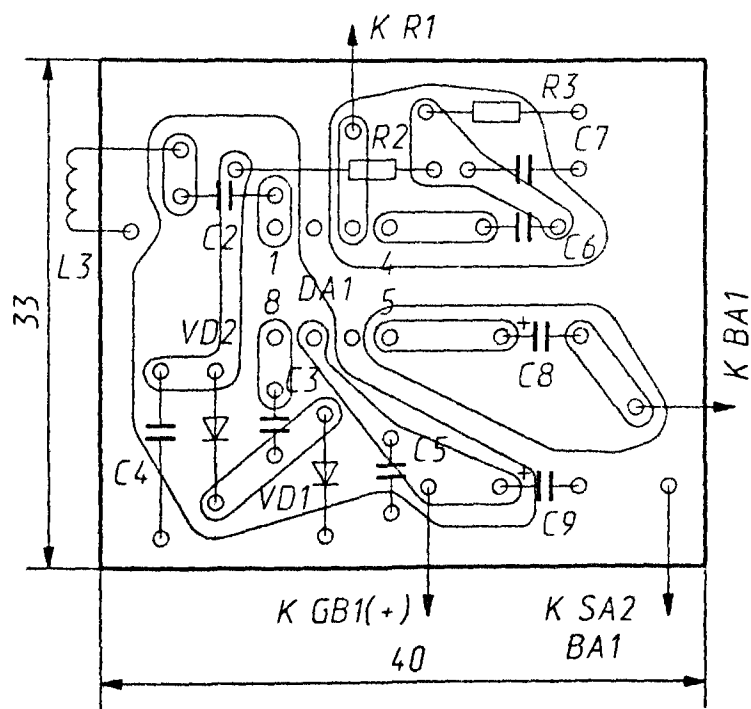 К R1
R3
R2
C7
C2
C6
L3
1
4
DA1
8
5
33
VD2
К BA1
C3
C8
C4
C5
VD1
C9
К GB1(+)
К SA2
BA1
40
+
+